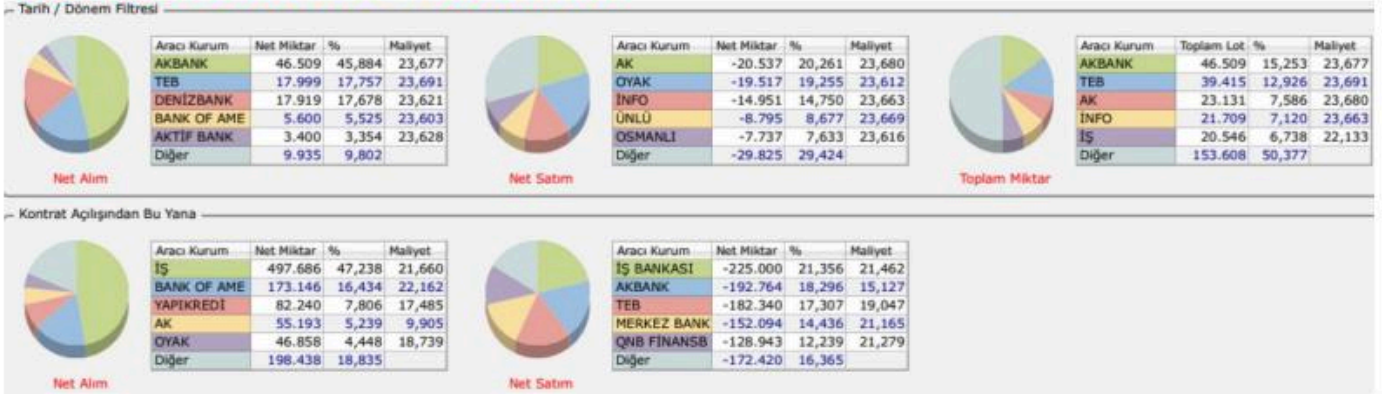 Tarih / Dönem Filtresi
Aracı Kurum Net Miktar % Maliyet
AKBANK 46.509 45,884 23,677
TEB 17.999 17,757 23,691
DENİZBANK 17.919 17,678 23,621
BANK OF AME 5.600 5,525 23,603
AKTİF BANK 3.400 3,354 23,628
Diğer 9.935 9,802
Net Alım
Aracı Kurum Net Miktar % Maliyet
AK -20.537 20,261 23,680
OYAK -19.517 19,255 23,612
İNFO -14.951 14,750 23,663
ÜNLÜ -8.795 8,677 23,669
OSMANLI -7.737 7,633 23,616
Diğer -29.825 29,424
Net Satım
Aracı Kurum Toplam Lot % Maliyet
AKBANK 46.509 15,253 23,677
TEB 39.415 12,926 23,691
AK 23.131 7,586 23,680
İNFO 21.709 7,120 23,663
İŞ 20.546 6,738 22,133
Diğer 153.608 50,377
Toplam Miktar
Kontrat Açılışından Bu Yana
Aracı Kurum Net Miktar % Maliyet
İŞ 497.686 47,238 21,660
BANK OF AME 173.146 16,434 22,162
YAPIKREDİ 82.240 7,806 17,485
AK 55.193 5,239 9,905
OYAK 46.858 4,448 18,739
Diğer 198.438 18,835
Net Alım
Aracı Kurum Net Miktar % Maliyet
İŞ BANKASI -225.000 21,356 21,462
AKBANK -192.764 18,296 15,127
TEB -182.340 17,307 19,047
MERKEZ BANK -152.094 14,436 21,165
QNB FİNANSB -128.943 12,239 21,279
Diğer -172.420 16,365
Net Satım